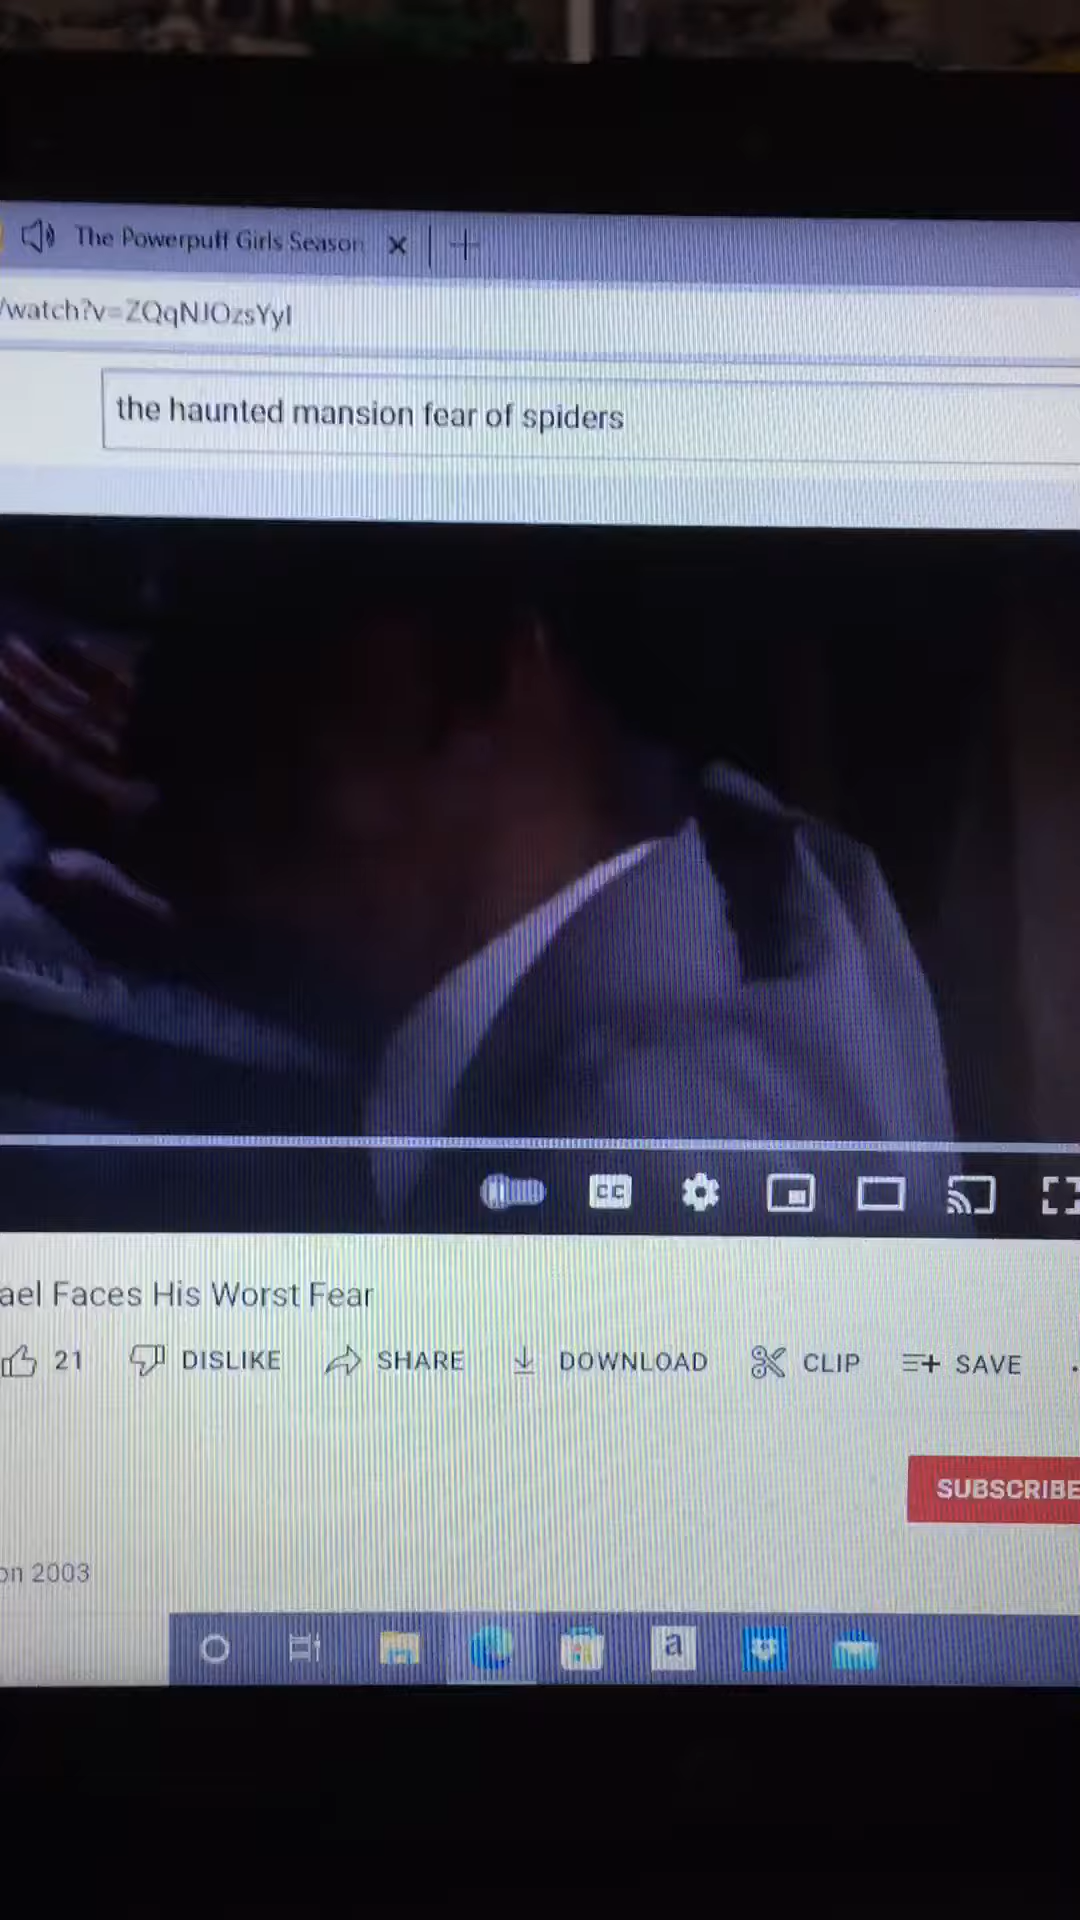 The Powerpuff Girls Season
/watch?v=ZQqNJOzsYyI
the haunted mansion fear of spiders
CC
ael Faces His Worst Fear
21 DISLIKE SHARE DOWNLOAD CLIP SAVE
SUBSCRIBE
on 2003
a